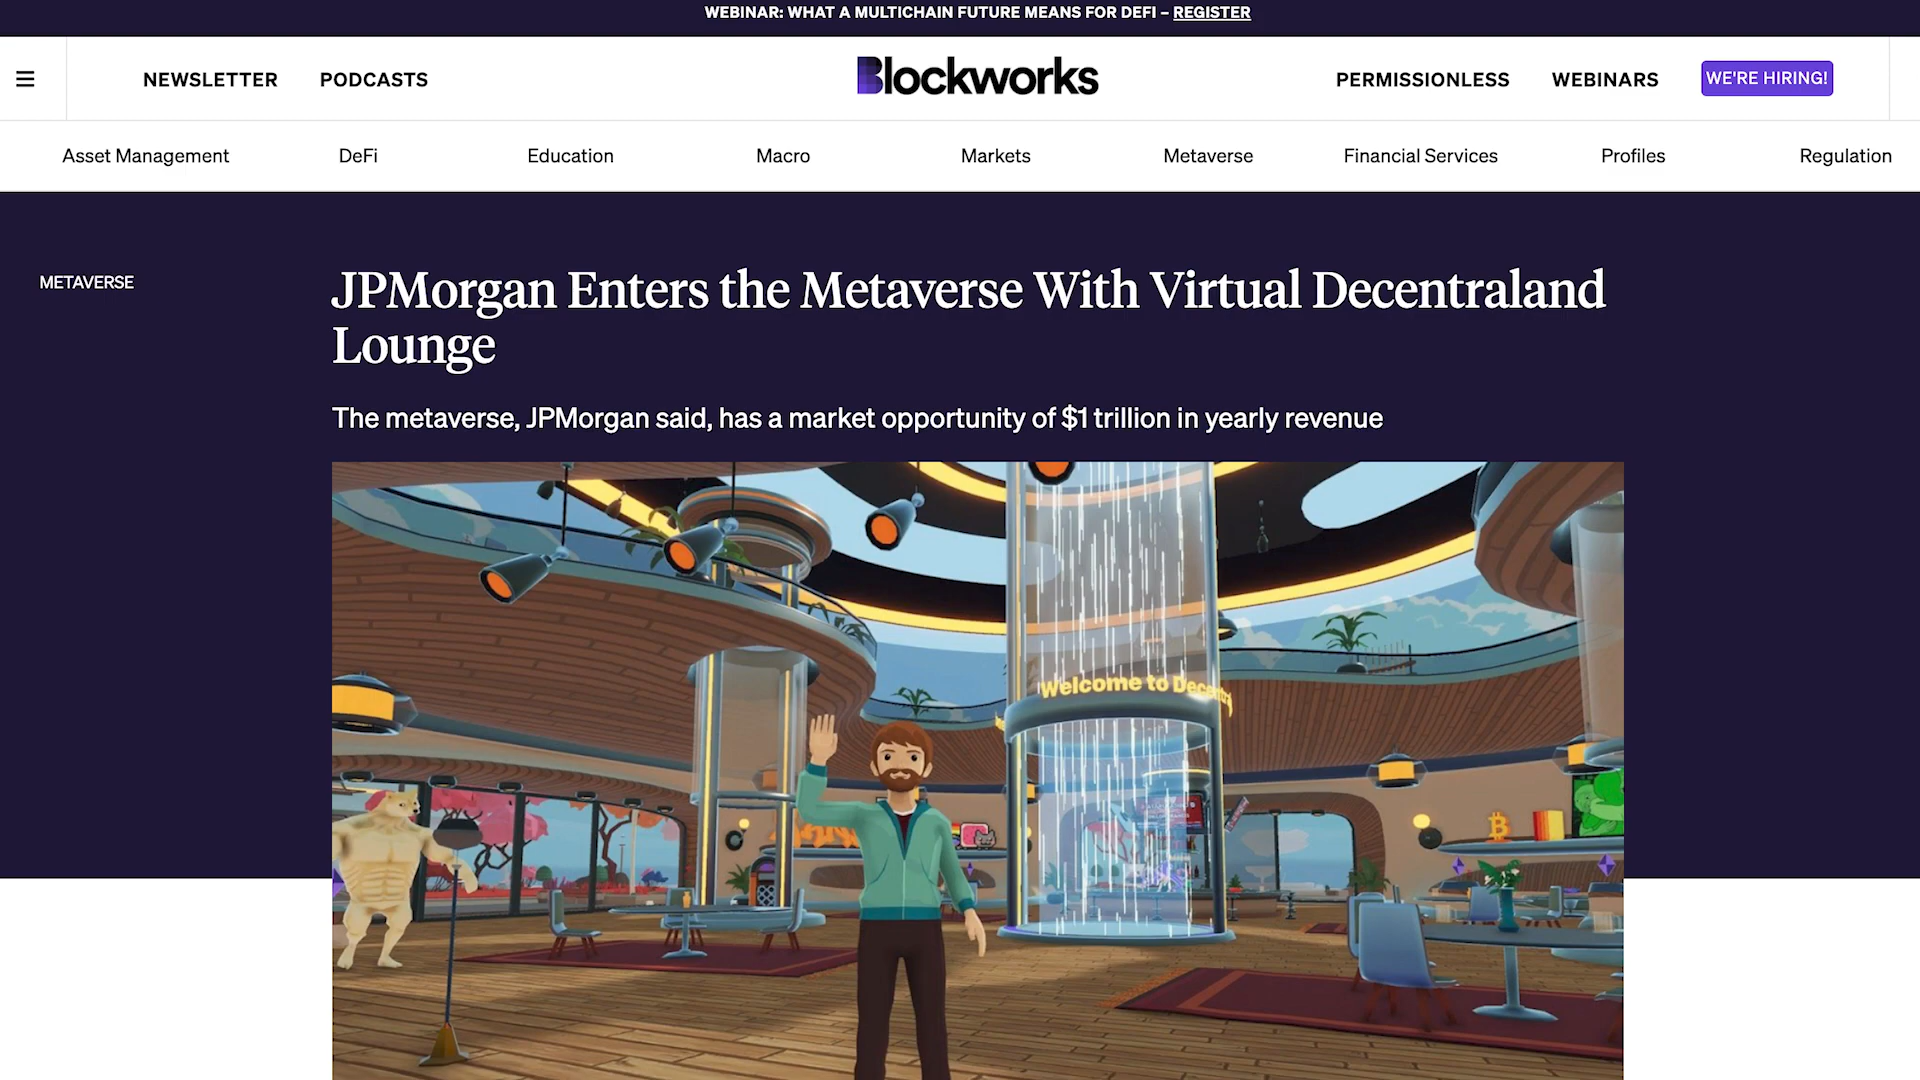 WEBINAR: WHAT A MULTICHAIN FUTURE MEANS FOR DEFI – REGISTER
NEWSLETTER
PODCASTS
Blockworks
PERMISSIONLESS
WEBINARS
WE'RE HIRING!
Asset Management
DeFi
Education
Macro
Markets
Metaverse
Financial Services
Profiles
Regulation
METAVERSE
JPMorgan Enters the Metaverse With Virtual Decentraland
Lounge
The metaverse, JPMorgan said, has a market opportunity of $1 trillion in yearly revenue
Welcome to